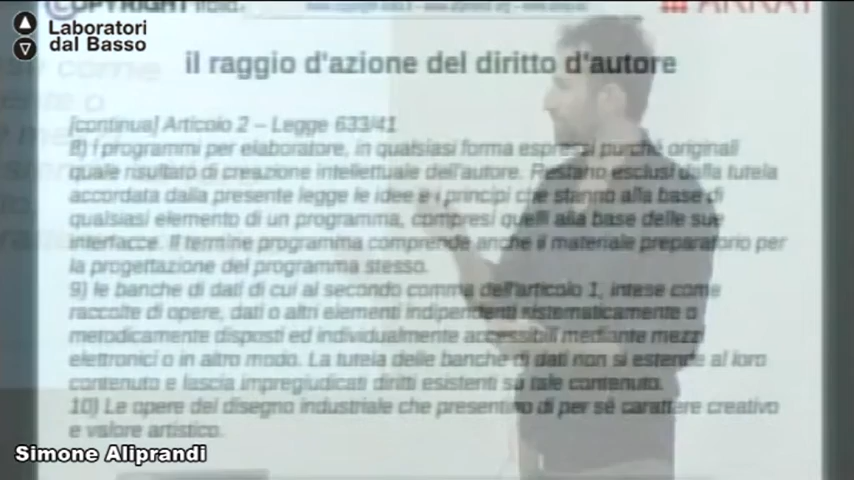 COPYRIGHT Italia
ARRAY
Laboratori
dal Basso
il raggio d'azione del diritto d'autore
[continua] Articolo 2 – Legge 633/41
8) i programmi per elaboratore, in qualsiasi forma espressi purché originali
quale risultato di creazione intellettuale dell'autore. Restano esclusi dalla tutela
accordata dalla presente legge le idee e i principi che stanno alla base di
qualsiasi elemento di un programma, compresi quelli alla base delle sue
interfacce. Il termine programma comprende anche il materiale preparatorio per
la progettazione del programma stesso.
9) le banche di dati di cui al secondo comma dell'articolo 1, intese come
raccolte di opere, dati o altri elementi indipendenti sistematicamente o
metodicamente disposti ed individualmente accessibili mediante mezzi
elettronici o in altro modo. La tutela delle banche di dati non si estende al loro
contenuto e lascia impregiudicati diritti esistenti su tale contenuto.
10) Le opere del disegno industriale che presentino di per sé carattere creativo
e valore artistico.
Simone Aliprandi